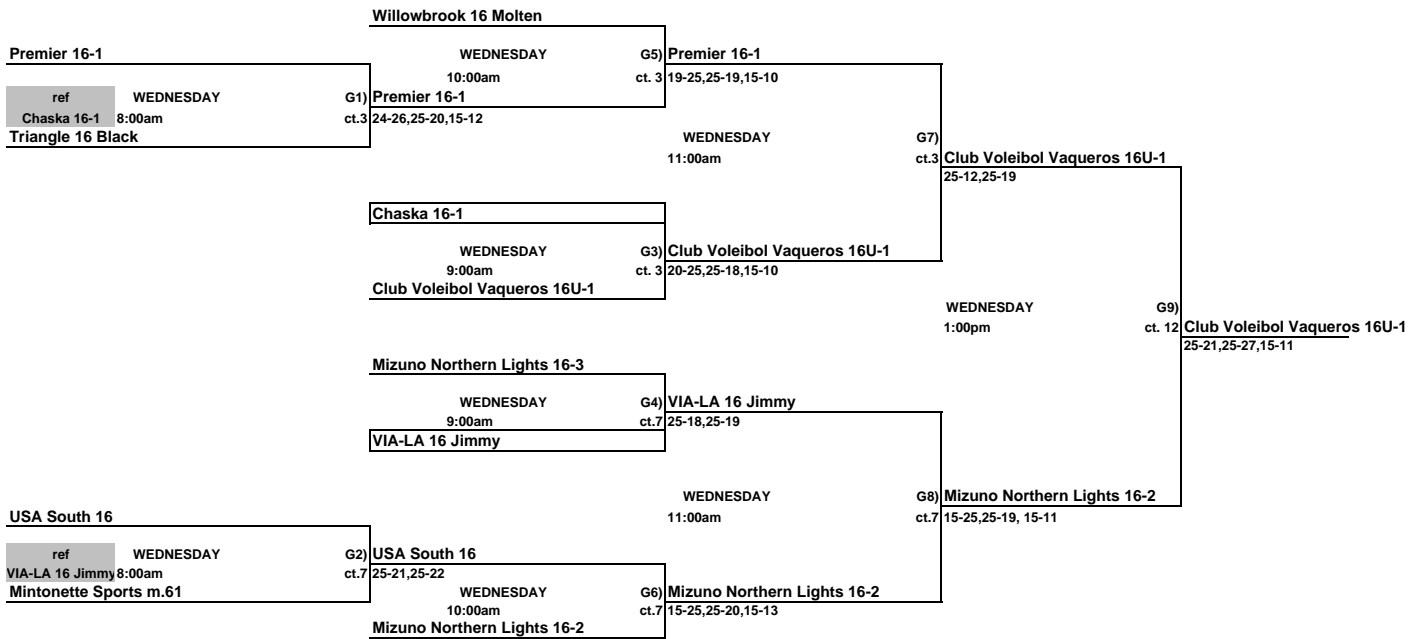 Willowbrook 16 Molten
Premier 16-1 WEDNESDAY G5) Premier 16-1
10:00am ct. 3 19-25,25-19,15-10
ref WEDNESDAY G1) Premier 16-1
Chaska 16-1 8:00am ct.3 24-26,25-20,15-12
Triangle 16 Black WEDNESDAY G7)
11:00am ct.3 Club Voleibol Vaqueros 16U-1
25-12,25-19
Chaska 16-1
WEDNESDAY G3) Club Voleibol Vaqueros 16U-1
9:00am ct. 3 20-25,25-18,15-10
Club Voleibol Vaqueros 16U-1
WEDNESDAY G9)
1:00pm ct. 12 Club Voleibol Vaqueros 16U-1
25-21,25-27,15-11
Mizuno Northern Lights 16-3
WEDNESDAY G4) VIA-LA 16 Jimmy
9:00am ct.7 25-18,25-19
VIA-LA 16 Jimmy
WEDNESDAY G8) Mizuno Northern Lights 16-2
USA South 16 11:00am ct.7 15-25,25-19, 15-11
ref WEDNESDAY G2) USA South 16
VIA-LA 16 Jimmy 8:00am ct.7 25-21,25-22
Mintonette Sports m.61 WEDNESDAY G6) Mizuno Northern Lights 16-2
10:00am ct.7 15-25,25-20,15-13
Mizuno Northern Lights 16-2